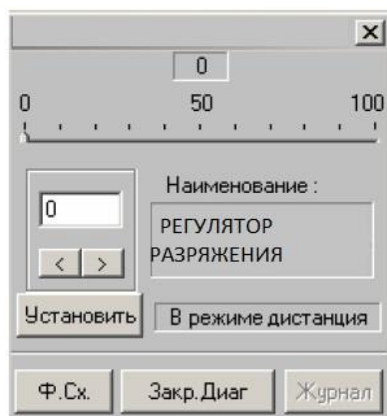 0
0 50 100
Наименование :
0
РЕГУЛЯТОР
РАЗРЯЖЕНИЯ
< >
Установить В режиме дистанция
Ф.Сх. Закр.Диаг Журнал